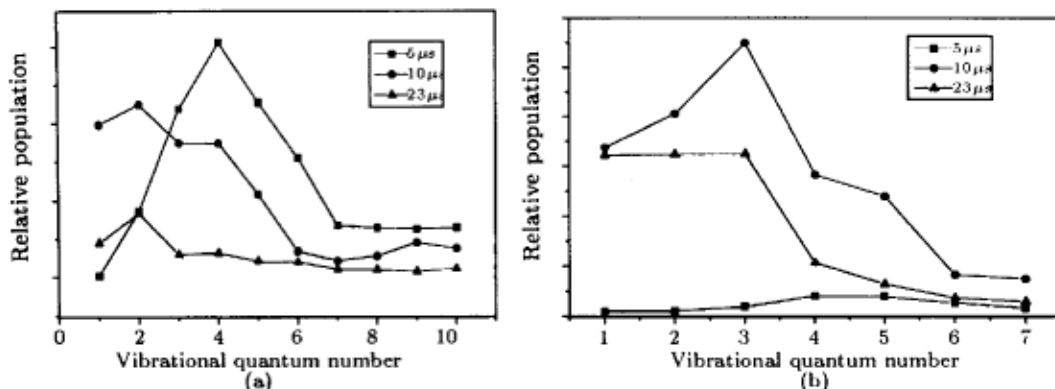 Relative population
5 μs
10 μs
23 μs
0 2 4 6 8 10
Vibrational quantum number
(a)
Relative population
5 μs
10 μs
23 μs
1 2 3 4 5 6 7
Vibrational quantum number
(b)